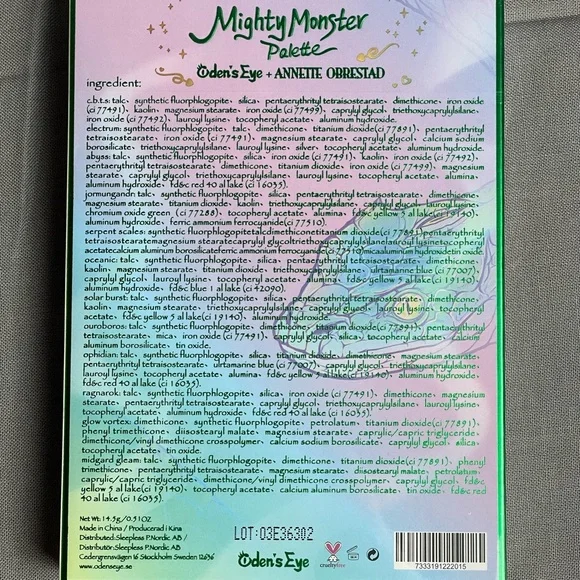 Mighty Monster
Palette
Oden's Eye + ANNETTE OBRESTAD
ingredient:
c.b.t.s: talc、synthetic fluorphlogopite、silica、pentaerythrityl tetraisostearate、dimethicone、iron oxide
(ci 77491)、kaolin、magnesium stearate、iron oxide (ci 77499)、caprylyl glycol、triethoxycaprylylsilane、
iron oxide (ci 77492)、lauroyl lysine、tocopheryl acetate、aluminum hydroxide.
electrum: synthetic fluorphlogopite、talc、dimethicone、titanium dioxide(ci 77891)、pentaerythrityl
tetraisostearate、iron oxide (ci 77491)、magnesium stearate、caprylyl glycol、calcium sodium
borosilicate、triethoxycaprylylsilane、lauroyl lysine、silver、tocopheryl acetate、aluminum hydroxide.
abyss: talc、synthetic fluorphlogopite、silica、iron oxide (ci 77491)、kaolin、iron oxide (ci 77492)、
pentaerythrityl tetraisostearate、dimethicone、titanium dioxide、iron oxide (ci 77499)、magnesium
stearate、caprylyl glycol、triethoxycaprylylsilane、lauroyl lysine、tocopheryl acetate、alumina、
aluminum hydroxide、fd&c red 40 al lake (ci 16035).
jormungandr: talc、synthetic fluorphlogopite、silica、pentaerythrityl tetraisostearate、dimethicone、
magnesium stearate、titanium dioxide、kaolin、triethoxycaprylylsilane、caprylyl glycol、lauroyl lysine、
chromium oxide green (ci 77288)、tocopheryl acetate、alumina、fd&c yellow 5 al lake(ci 19140)、
aluminum hydroxide、ferric ammonium ferrocyanide(ci 77510).
serpent scales: synthetic fluorphlogopitetalcdimethiconetitanium dioxide(ci 77891)pentaerythrityl
tetraisostearatemagnesium stearatecaprylyl glycoltriethoxycaprylylsilanelauroyl lysinetocopheryl
acetatecalcium aluminum borosilicateferric ammonium ferrocyanide (ci 77510)micaaluminum hydroxidetin oxide.
oceanic: talc、synthetic fluorphlogopite、silica、pentaerythrityl tetraisostearate、dimethicone、
kaolin、magnesium stearate、titanium dioxide、triethoxycaprylylsilane、urtamarine blue (ci 77007)、
caprylyl glycol、lauroyl lysine、tocopheryl acetate、alumina、fd&c yellow 5 al lake(ci 19140)、
aluminum hydroxide、fd&c blue 1 al lake (ci 42090).
solar burst: talc、synthetic fluorphlogopite、silica、pentaerythrityl tetraisostearate、dimethicone、
kaolin、magnesium stearate、caprylyl glycol、triethoxycaprylylsilane、lauroyl lysine、tocopheryl
acetate、fd&c yellow 5 al lake(ci 19140)、aluminum hydroxide.
ouroboros: talc、synthetic fluorphlogopite、dimethicone、titanium dioxide(ci 77891)、pentaerythrityl
tetraisostearate、mica、iron oxide (ci 77491)、magnesium stearate、caprylyl glycol、silica、calcium
aluminum borosilicate、tin oxide.
ophidian: talc、synthetic fluorphlogopite、silica、titanium dioxide、dimethicone、magnesium stearate、
pentaerythrityl tetraisostearate、urtamarine blue (ci 77007)、caprylyl glycol、triethoxycaprylylsilane、
lauroyl lysine、tocopheryl acetate、alumina、fd&c yellow 5 al lake(ci 19140)、aluminum hydroxide、
fd&c red 40 al lake (ci 16035).
ragnarok: talc、synthetic fluorphlogopite、silica、iron oxide (ci 77491)、dimethicone、magnesium
stearate、pentaerythrityl tetraisostearate、caprylyl glycol、triethoxycaprylylsilane、lauroyl lysine、
tocopheryl acetate、aluminum hydroxide、fd&c red 40 al lake (ci 16035).
glow vortex: dimethicone、synthetic fluorphlogopite、petrolatum、titanium dioxide(ci 77891)、
phenyl trimethicone、diisostearyl malate、magnesium stearate、caprylic/capric triglyceride、
dimethicone/vinyl dimethicone crosspolymer、calcium sodium borosilicate、caprylyl glycol、silica、
tocopheryl acetate、tin oxide.
midgard gleam: talc、synthetic fluorphlogopite、dimethicone、titanium dioxide(ci 77891)、phenyl
trimethicone、pentaerythrityl tetraisostearate、magnesium stearate、diisostearyl malate、petrolatum、
caprylic/capric triglyceride、dimethicone/vinyl dimethicone crosspolymer、caprylyl glycol、fd&c
yellow 5 al lake(ci 19140)、tocopheryl acetate、calcium aluminum borosilicate、tin oxide、fd&c red
40 al lake (ci 16035).
Net Wt: 14.5g/0.51OZ
Made in China / Producerad i Kina
Distributed:Sleepless P.Nordic AB /
Distributör:Sleepless P.Nordic AB
Cedergrensvägen 16 Stockholm Sweden 12636
www.odenseye.se
LOT:03E36302
Oden's Eye
crueltyfree
7333191222015